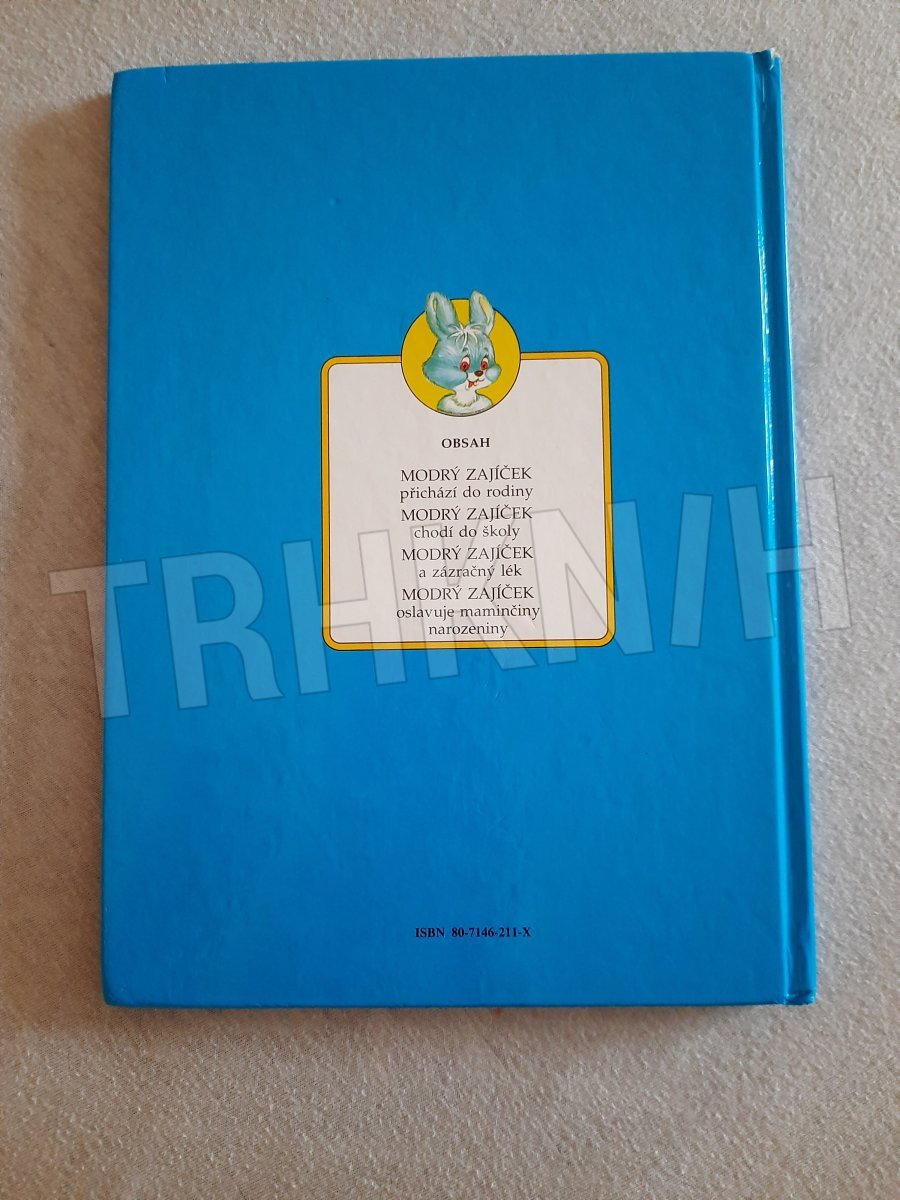 OBSAH
MODRÝ ZAJÍČEK
přichází do rodiny
MODRÝ ZAJÍČEK
chodí do školy
MODRÝ ZAJÍČEK
a zázračný lék
MODRÝ ZAJÍČEK
oslavuje maminčiny
narozeniny
TRHKNIH
ISBN 80-7146-211-X